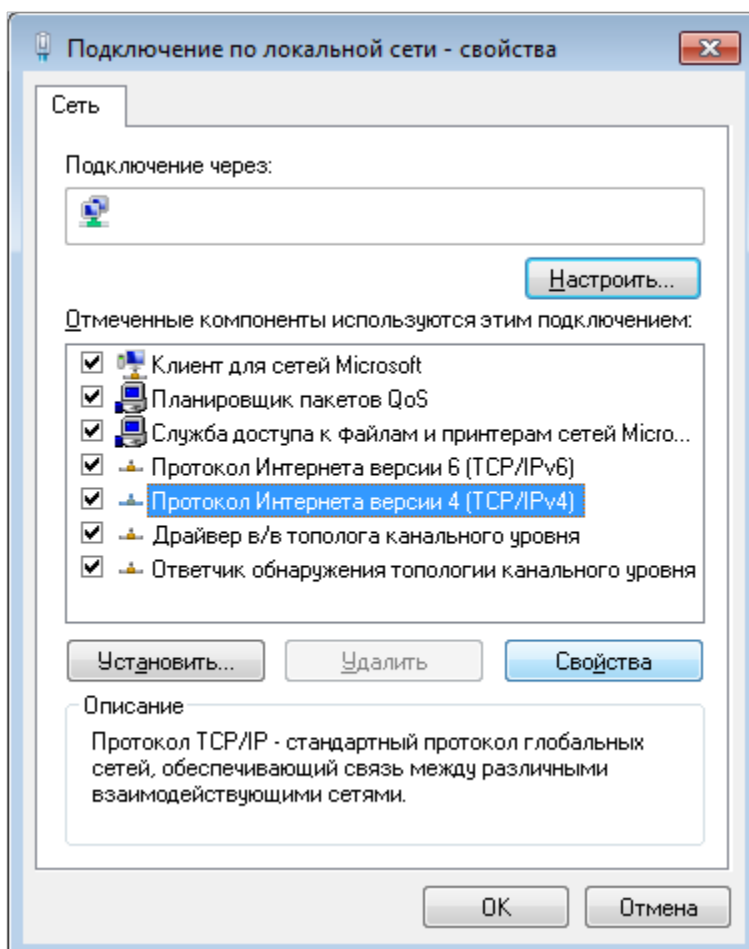 Подключение по локальной сети - свойства
Сеть
Подключение через:
Настроить...
Отмеченные компоненты используются этим подключением:
Клиент для сетей Microsoft
Планировщик пакетов QoS
Служба доступа к файлам и принтерам сетей Micro...
Протокол Интернета версии 6 (TCP/IPv6)
Протокол Интернета версии 4 (TCP/IPv4)
Драйвер в/в тополога канального уровня
Ответчик обнаружения топологии канального уровня
Установить... Удалить Свойства
Описание
Протокол TCP/IP - стандартный протокол глобальных
сетей, обеспечивающий связь между различными
взаимодействующими сетями.
OK Отмена